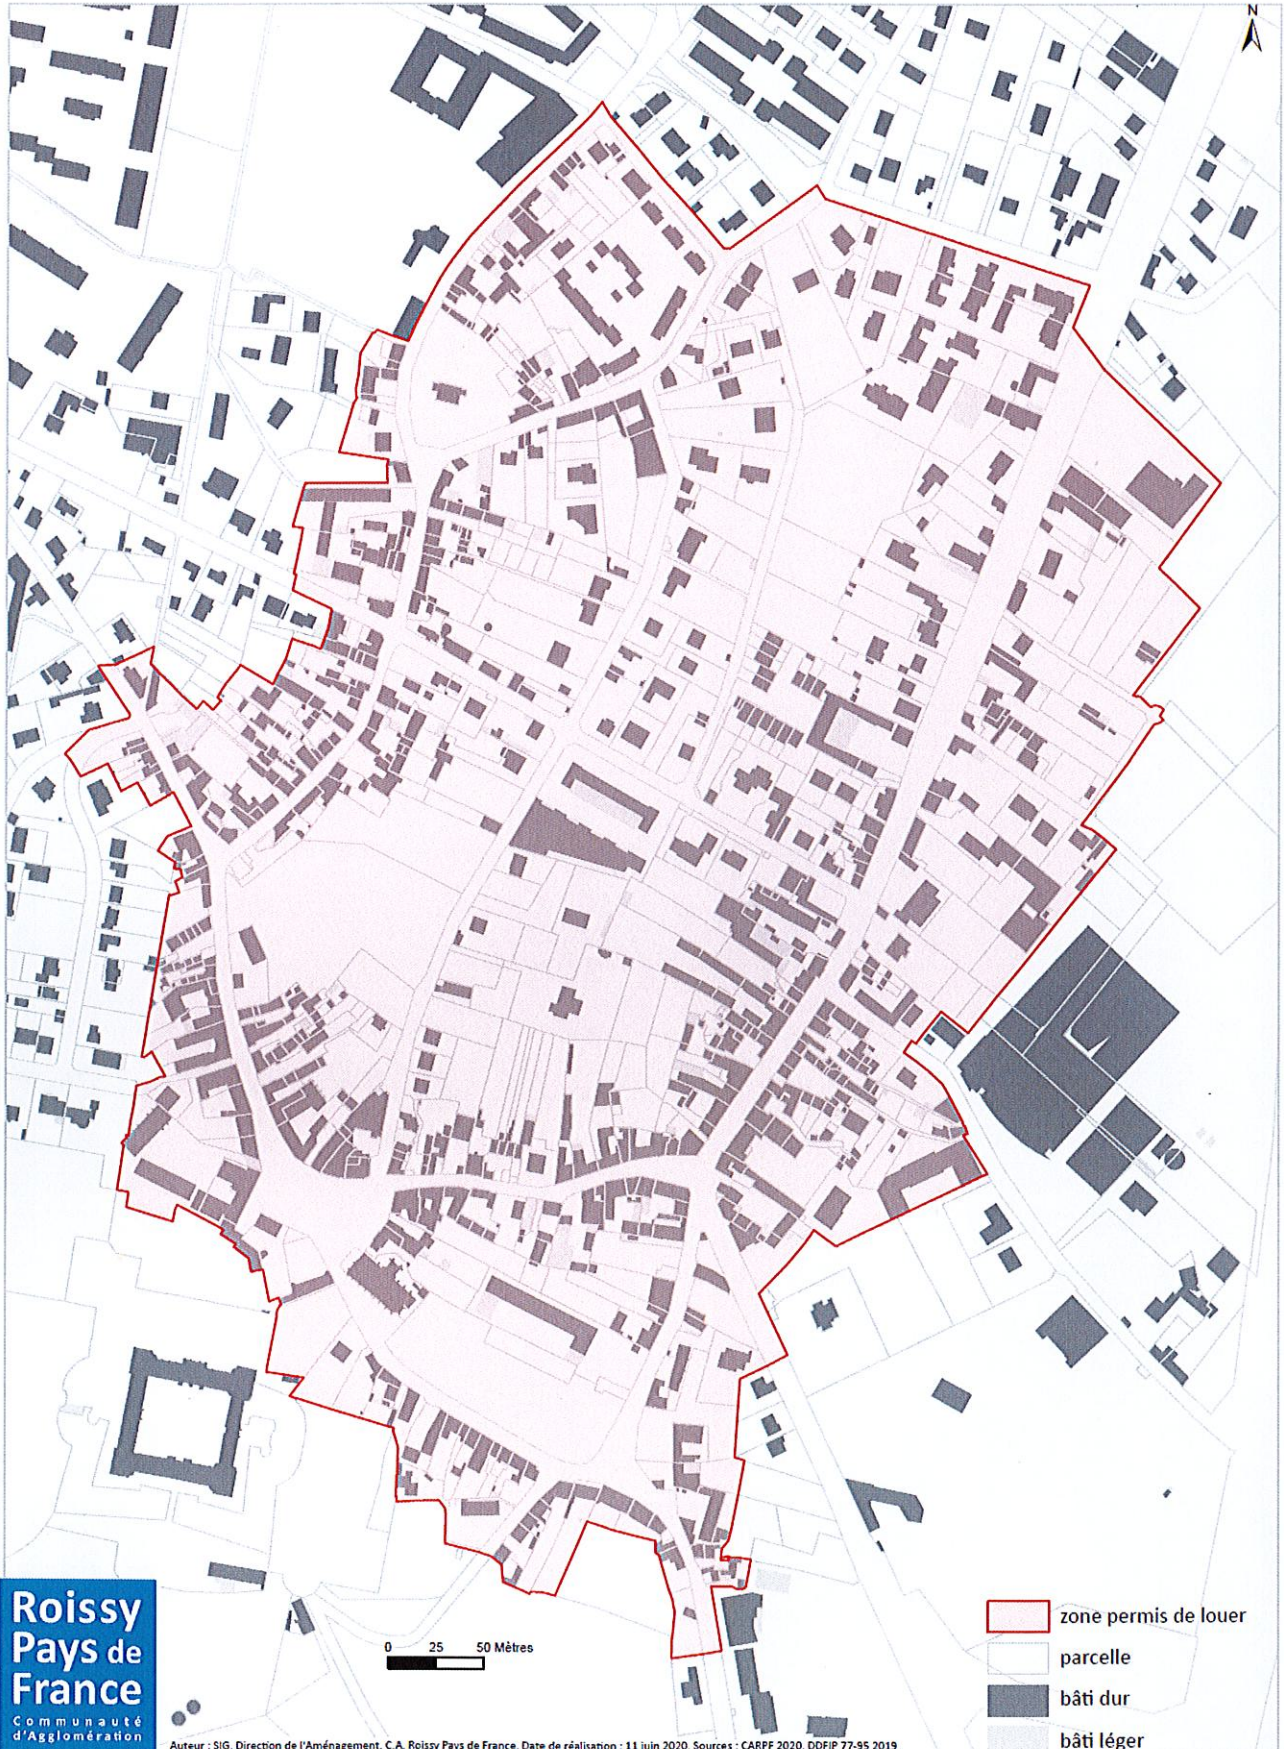 N
Roissy
Pays de
France
Communauté
d'Agglomération
0 25 50 Mètres
zone permis de louer
parcelle
bâti dur
bâti léger
Auteur : SIG, Direction de l'Aménagement, C.A. Roissy Pays de France, Date de réalisation : 11 juin 2020, Sources : CARPF 2020, DDFIP 77-95 2019